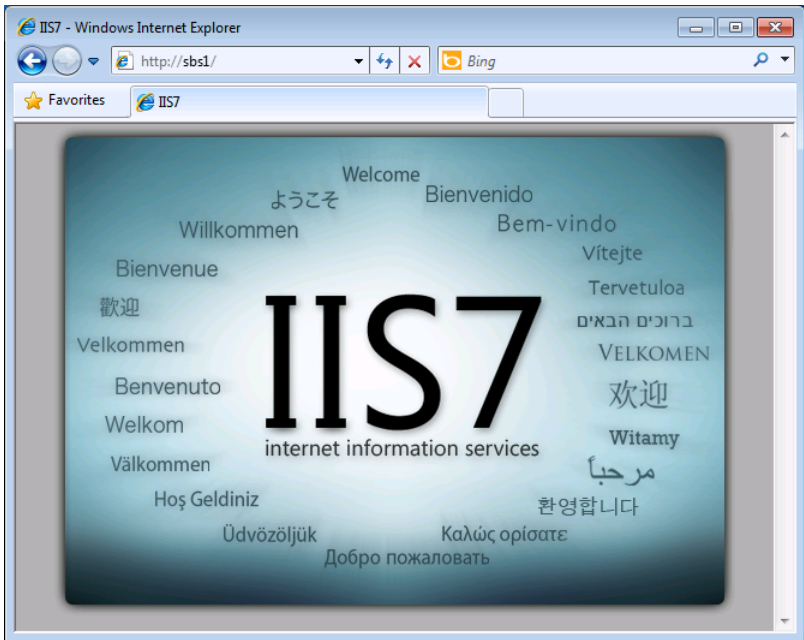 IIS7 - Windows Internet Explorer
http://sbs1/
Bing
Favorites
IIS7
Welcome
ようこそ
Bienvenido
Willkommen
Bem-vindo
Vítejte
Bienvenue
Tervetuloa
歡迎
ברוכים הבאים
Velkommen
VELKOMEN
Benvenuto
欢迎
Welkom
Witamy
IIS7
internet information services
Välkommen
مرحباً
Hoş Geldiniz
환영합니다
Üdvözöljük
Καλώς ορίσατε
Добро пожаловать